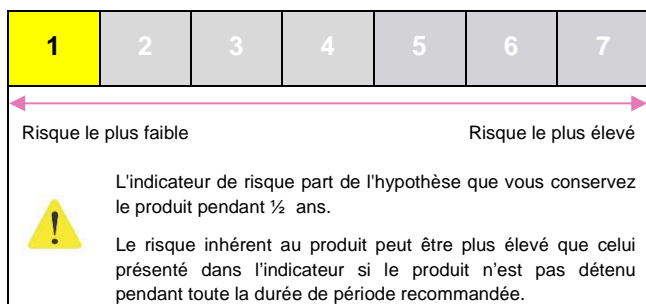 1 2 3 4 5 6 7
Risque le plus faible Risque le plus élevé
L'indicateur de risque part de l'hypothèse que vous conservez
le produit pendant ½ ans.
Le risque inhérent au produit peut être plus élevé que celui
présenté dans l’indicateur si le produit n’est pas détenu
pendant toute la durée de période recommandée.